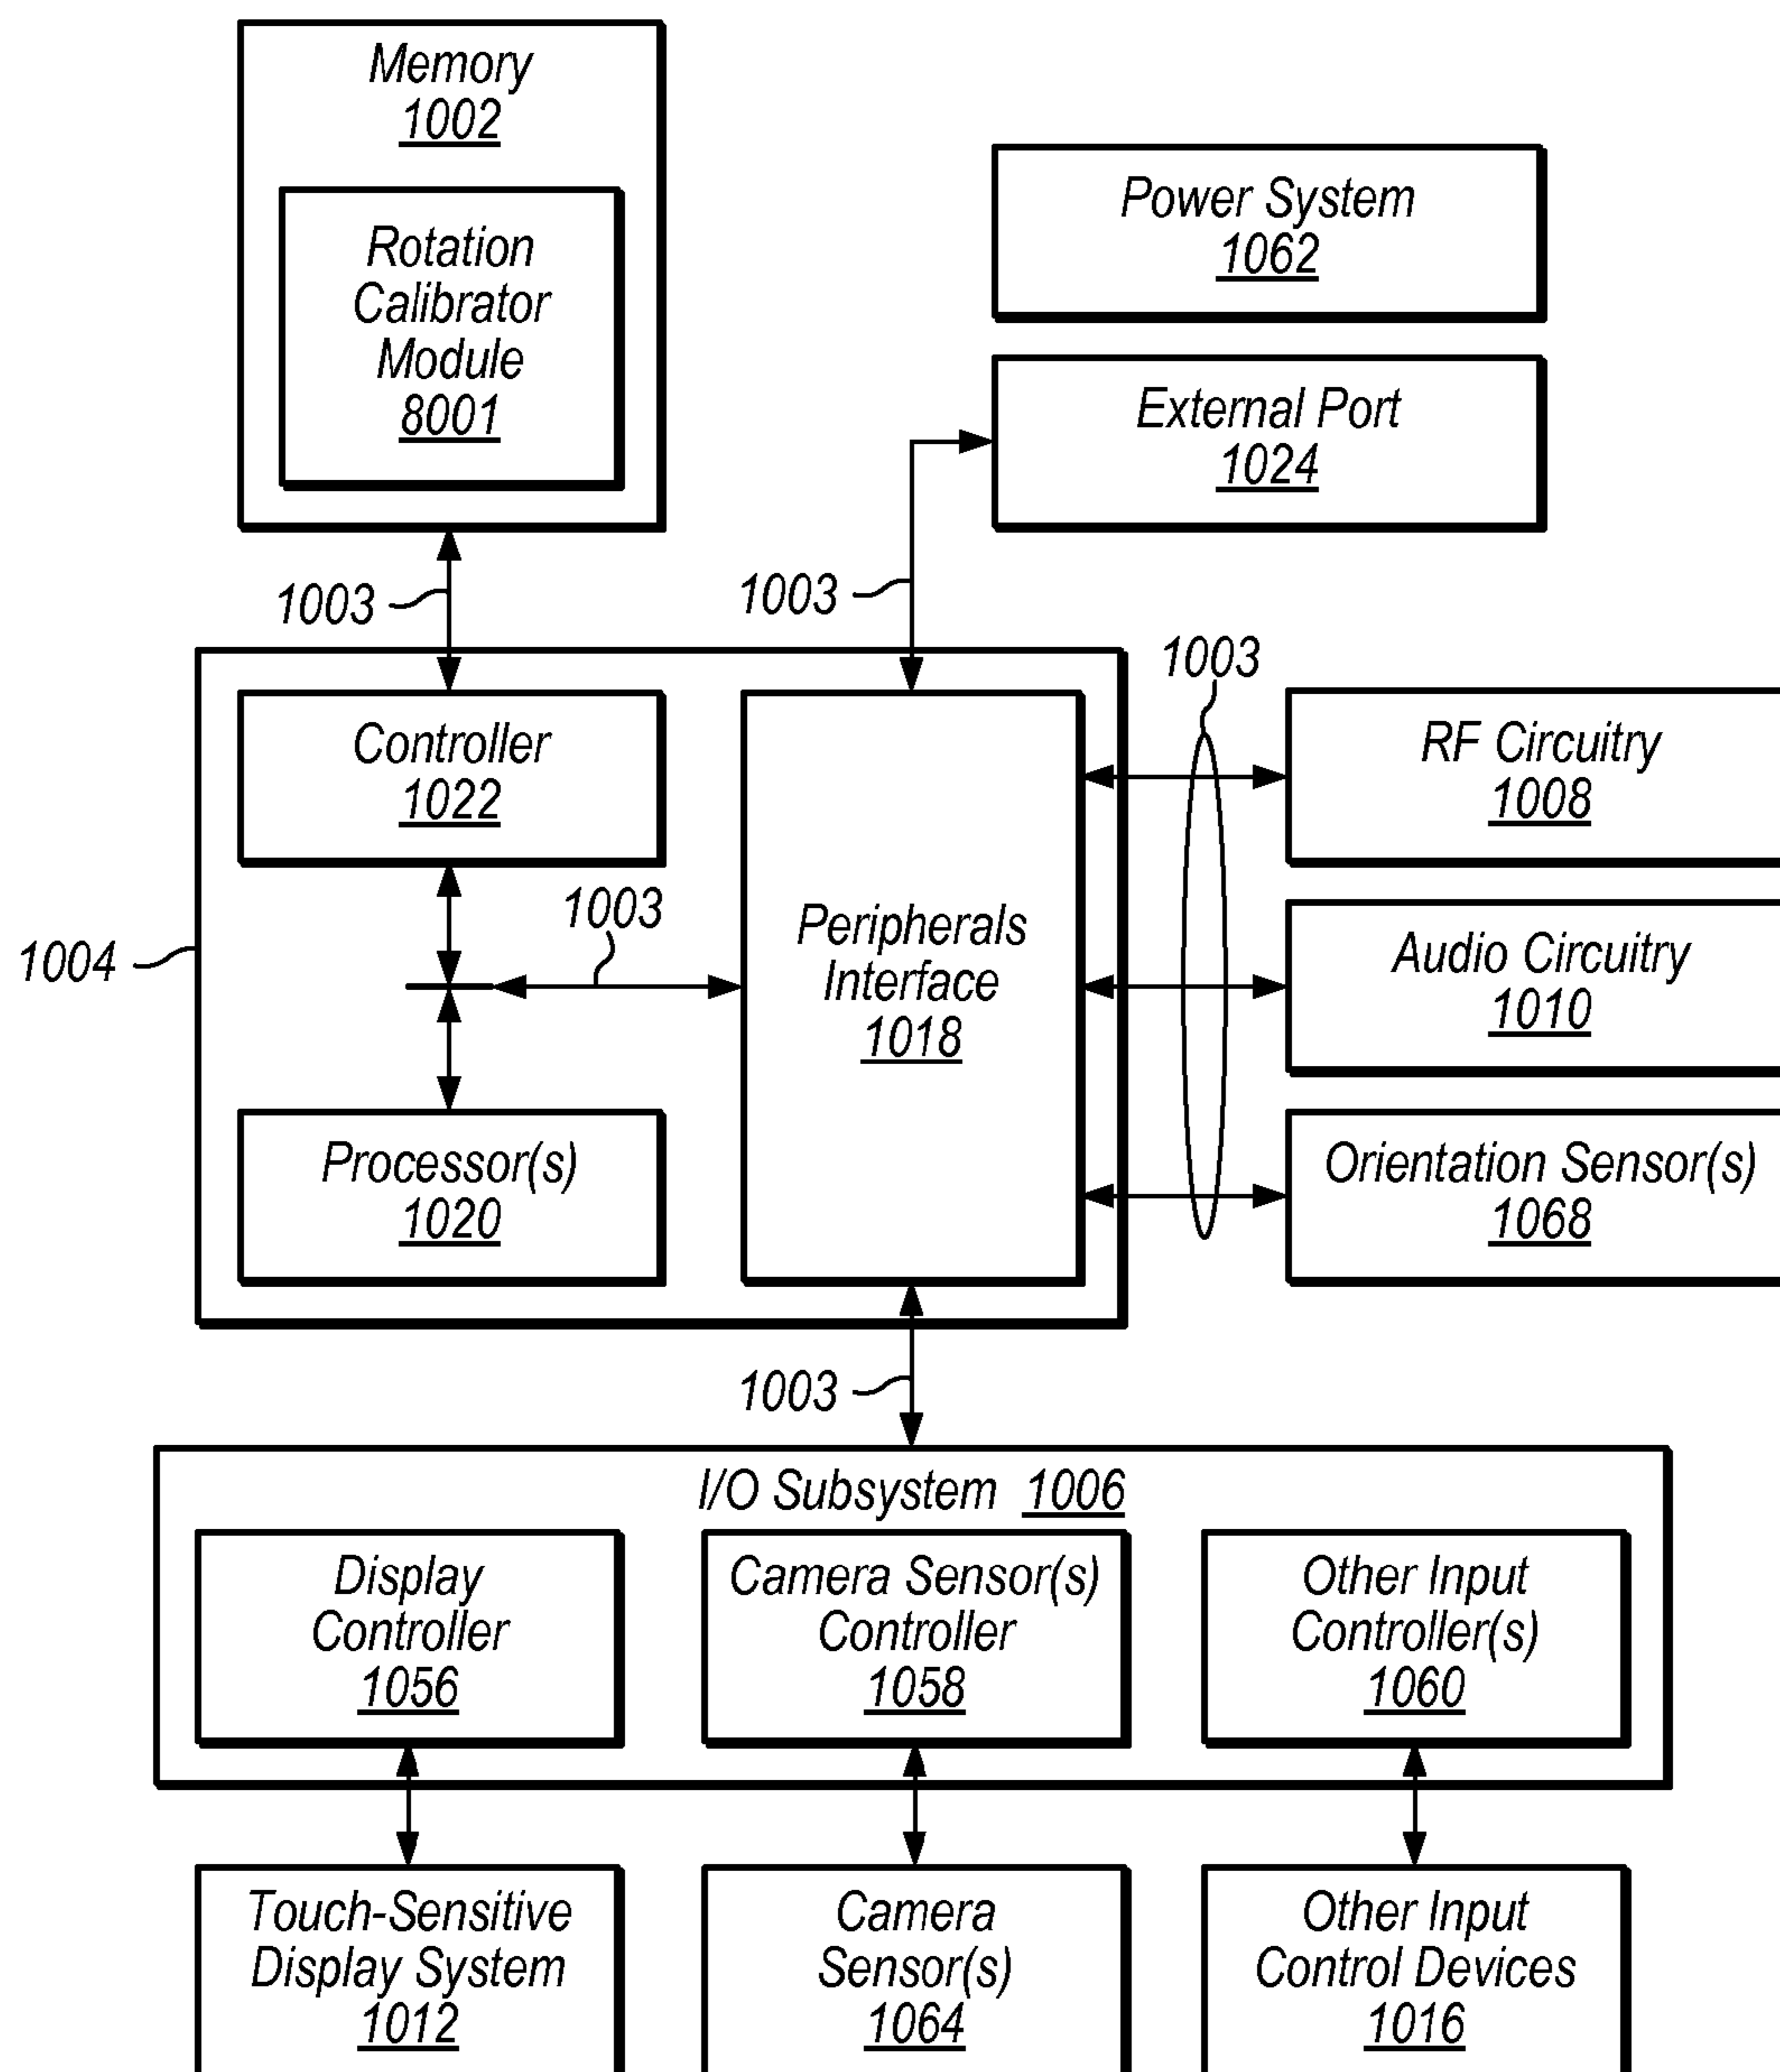 Memory
1002
Rotation
Calibrator
Module
8001
Power System
1062
External Port
1024
1003
1003
1003
Controller
1022
RF Circuitry
1008
1003
Peripherals
Interface
1018
1004
Audio Circuitry
1010
Processor(s)
1020
Orientation Sensor(s)
1068
1003
I/O Subsystem 1006
Display
Controller
1056
Camera Sensor(s)
Controller
1058
Other Input
Controller(s)
1060
Touch-Sensitive
Display System
1012
Camera
Sensor(s)
1064
Other Input
Control Devices
1016